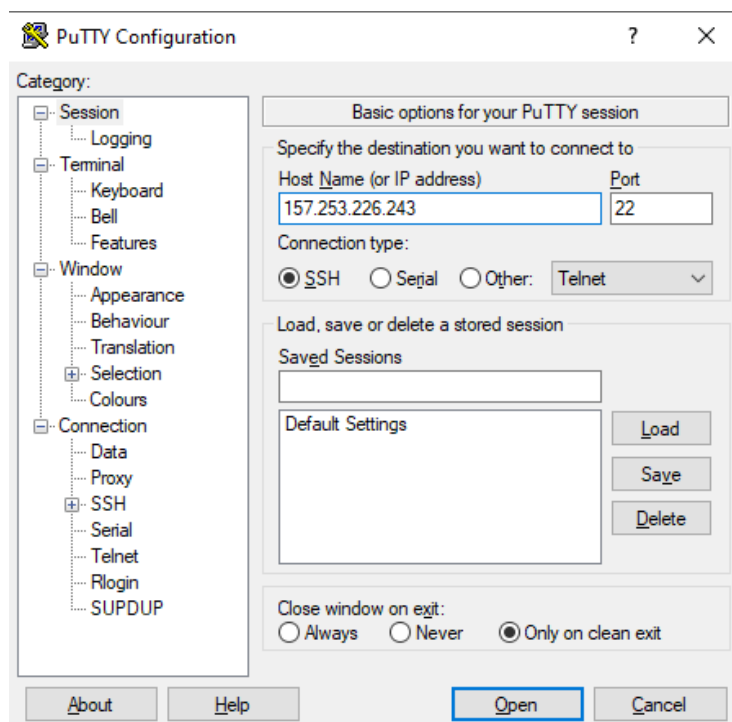 PuTTY Configuration ?
Category:
Session
Logging
Terminal
Keyboard
Bell
Features
Window
Appearance
Behaviour
Translation
Selection
Colours
Connection
Data
Proxy
SSH
Serial
Telnet
Rlogin
SUPDUP
Basic options for your PuTTY session
Specify the destination you want to connect to
Host Name (or IP address) Port
157.253.226.243 22
Connection type:
SSH Serial Other: Telnet
Load, save or delete a stored session
Saved Sessions
Default Settings
Load
Save
Delete
Close window on exit:
Always Never Only on clean exit
About Help Open Cancel